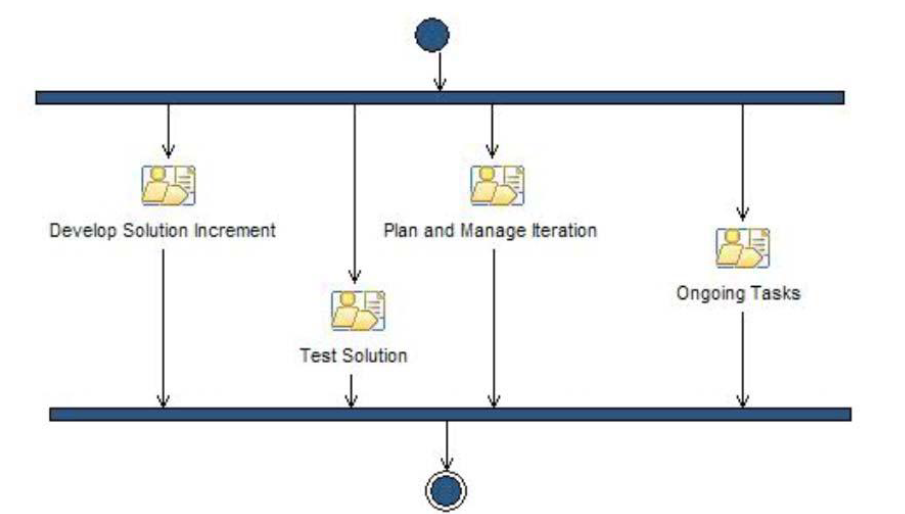 Develop Solution Increment
Plan and Manage Iteration
Ongoing Tasks
Test Solution